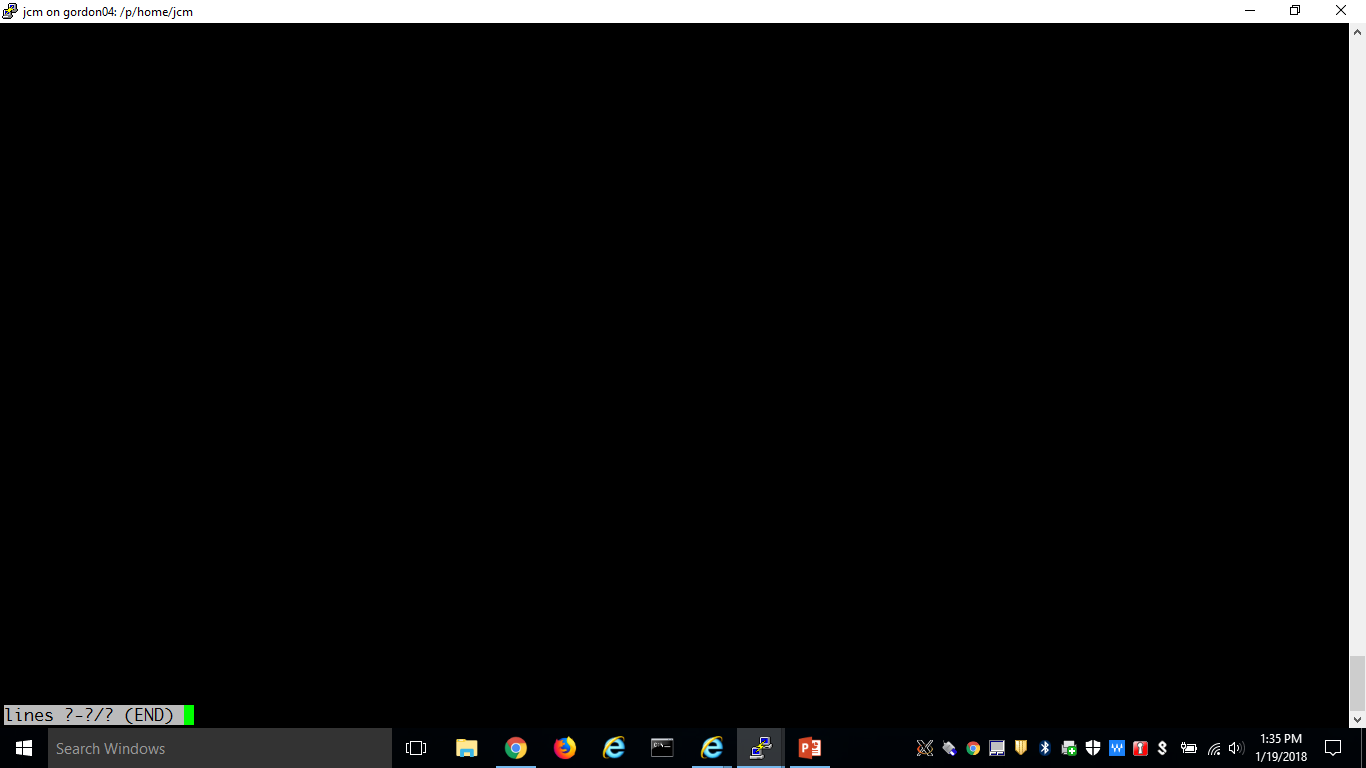 jcm on gordon04: /p/home/jcm
lines ?-?/? (END)
Search Windows
1:35 PM
1/19/2018